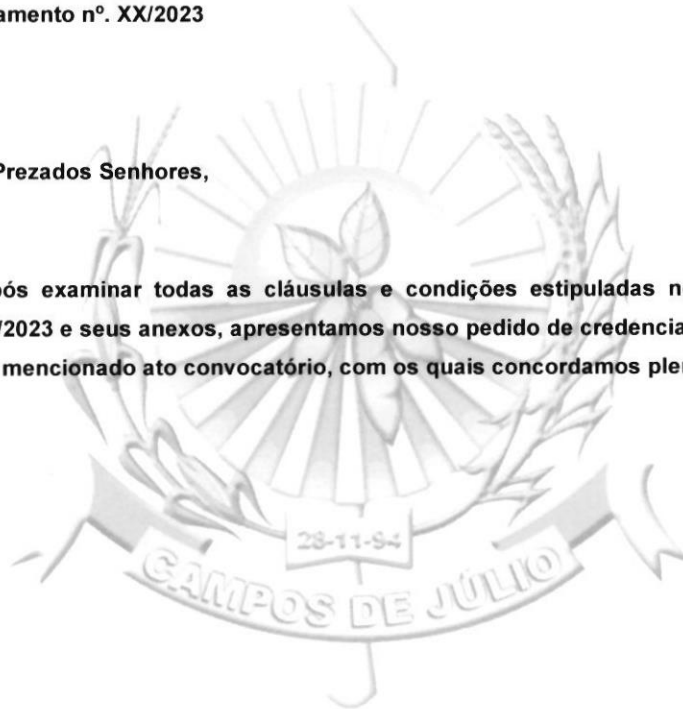 amento nº. XX/2023
Prezados Senhores,
pós examinar todas as cláusulas e condições estipuladas n
/2023 e seus anexos, apresentamos nosso pedido de credencia
mencionado ato convocatório, com os quais concordamos ple
28-11-94
CAMPOS DE JÚLIO